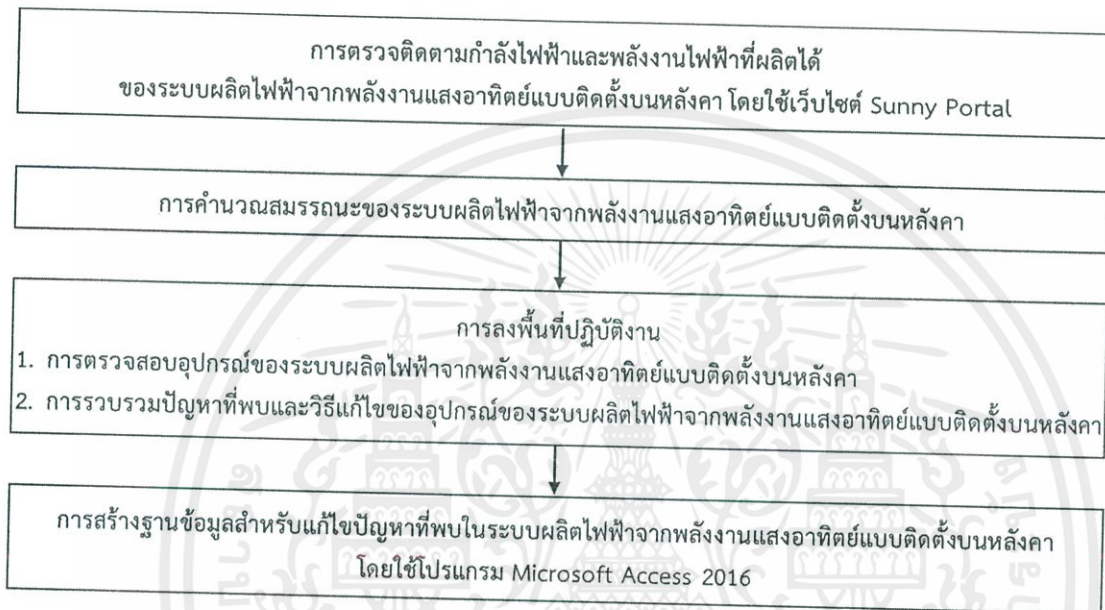 การตรวจติดตามกำลังไฟฟ้าและพลังงานไฟฟ้าที่ผลิตได้
ของระบบผลิตไฟฟ้าจากพลังงานแสงอาทิตย์แบบติดตั้งบนหลังคา โดยใช้เว็บไซต์ Sunny Portal
การคำนวณสมรรถนะของระบบผลิตไฟฟ้าจากพลังงานแสงอาทิตย์แบบติดตั้งบนหลังคา
การลงพื้นที่ปฏิบัติงาน
1. การตรวจสอบอุปกรณ์ของระบบผลิตไฟฟ้าจากพลังงานแสงอาทิตย์แบบติดตั้งบนหลังคา
2. การรวบรวมปัญหาที่พบและวิธีแก้ไขของอุปกรณ์ของระบบผลิตไฟฟ้าจากพลังงานแสงอาทิตย์แบบติดตั้งบนหลังคา
การสร้างฐานข้อมูลสำหรับแก้ไขปัญหาที่พบในระบบผลิตไฟฟ้าจากพลังงานแสงอาทิตย์แบบติดตั้งบนหลังคา
โดยใช้โปรแกรม Microsoft Access 2016